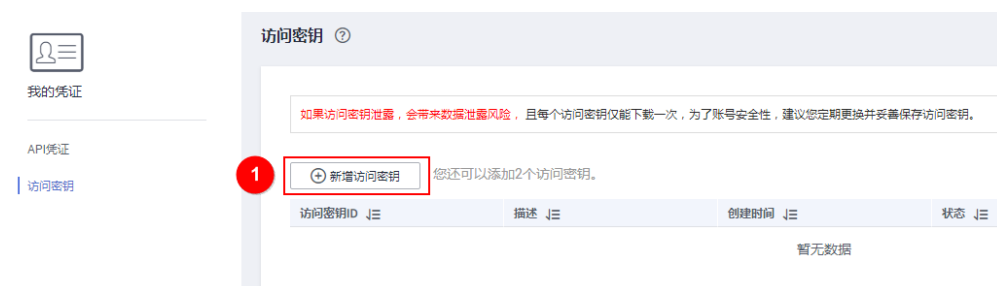 访问密钥 ?
我的凭证
如果访问密钥泄露，会带来数据泄露风险，且每个访问密钥仅能下载一次，为了账号安全性，建议您定期更换并妥善保存访问密钥。
API凭证
访问密钥
1
新增访问密钥 您还可以添加2个访问密钥。
访问密钥ID 描述 创建时间 状态
暂无数据